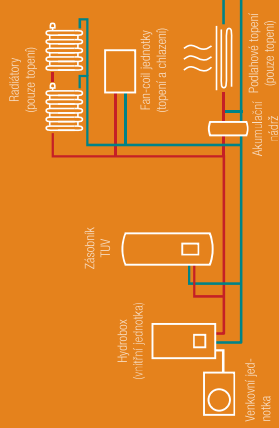 Radiátory
(pouze topení)
Fan-coil jednotky
(topení a chlazení)
Podlahové topení
(pouze topení)
Akumulační
nádrž
Zásobník
TUV
Hydrobox
(vnitřní jednotka)
Venkovní jed-
notka